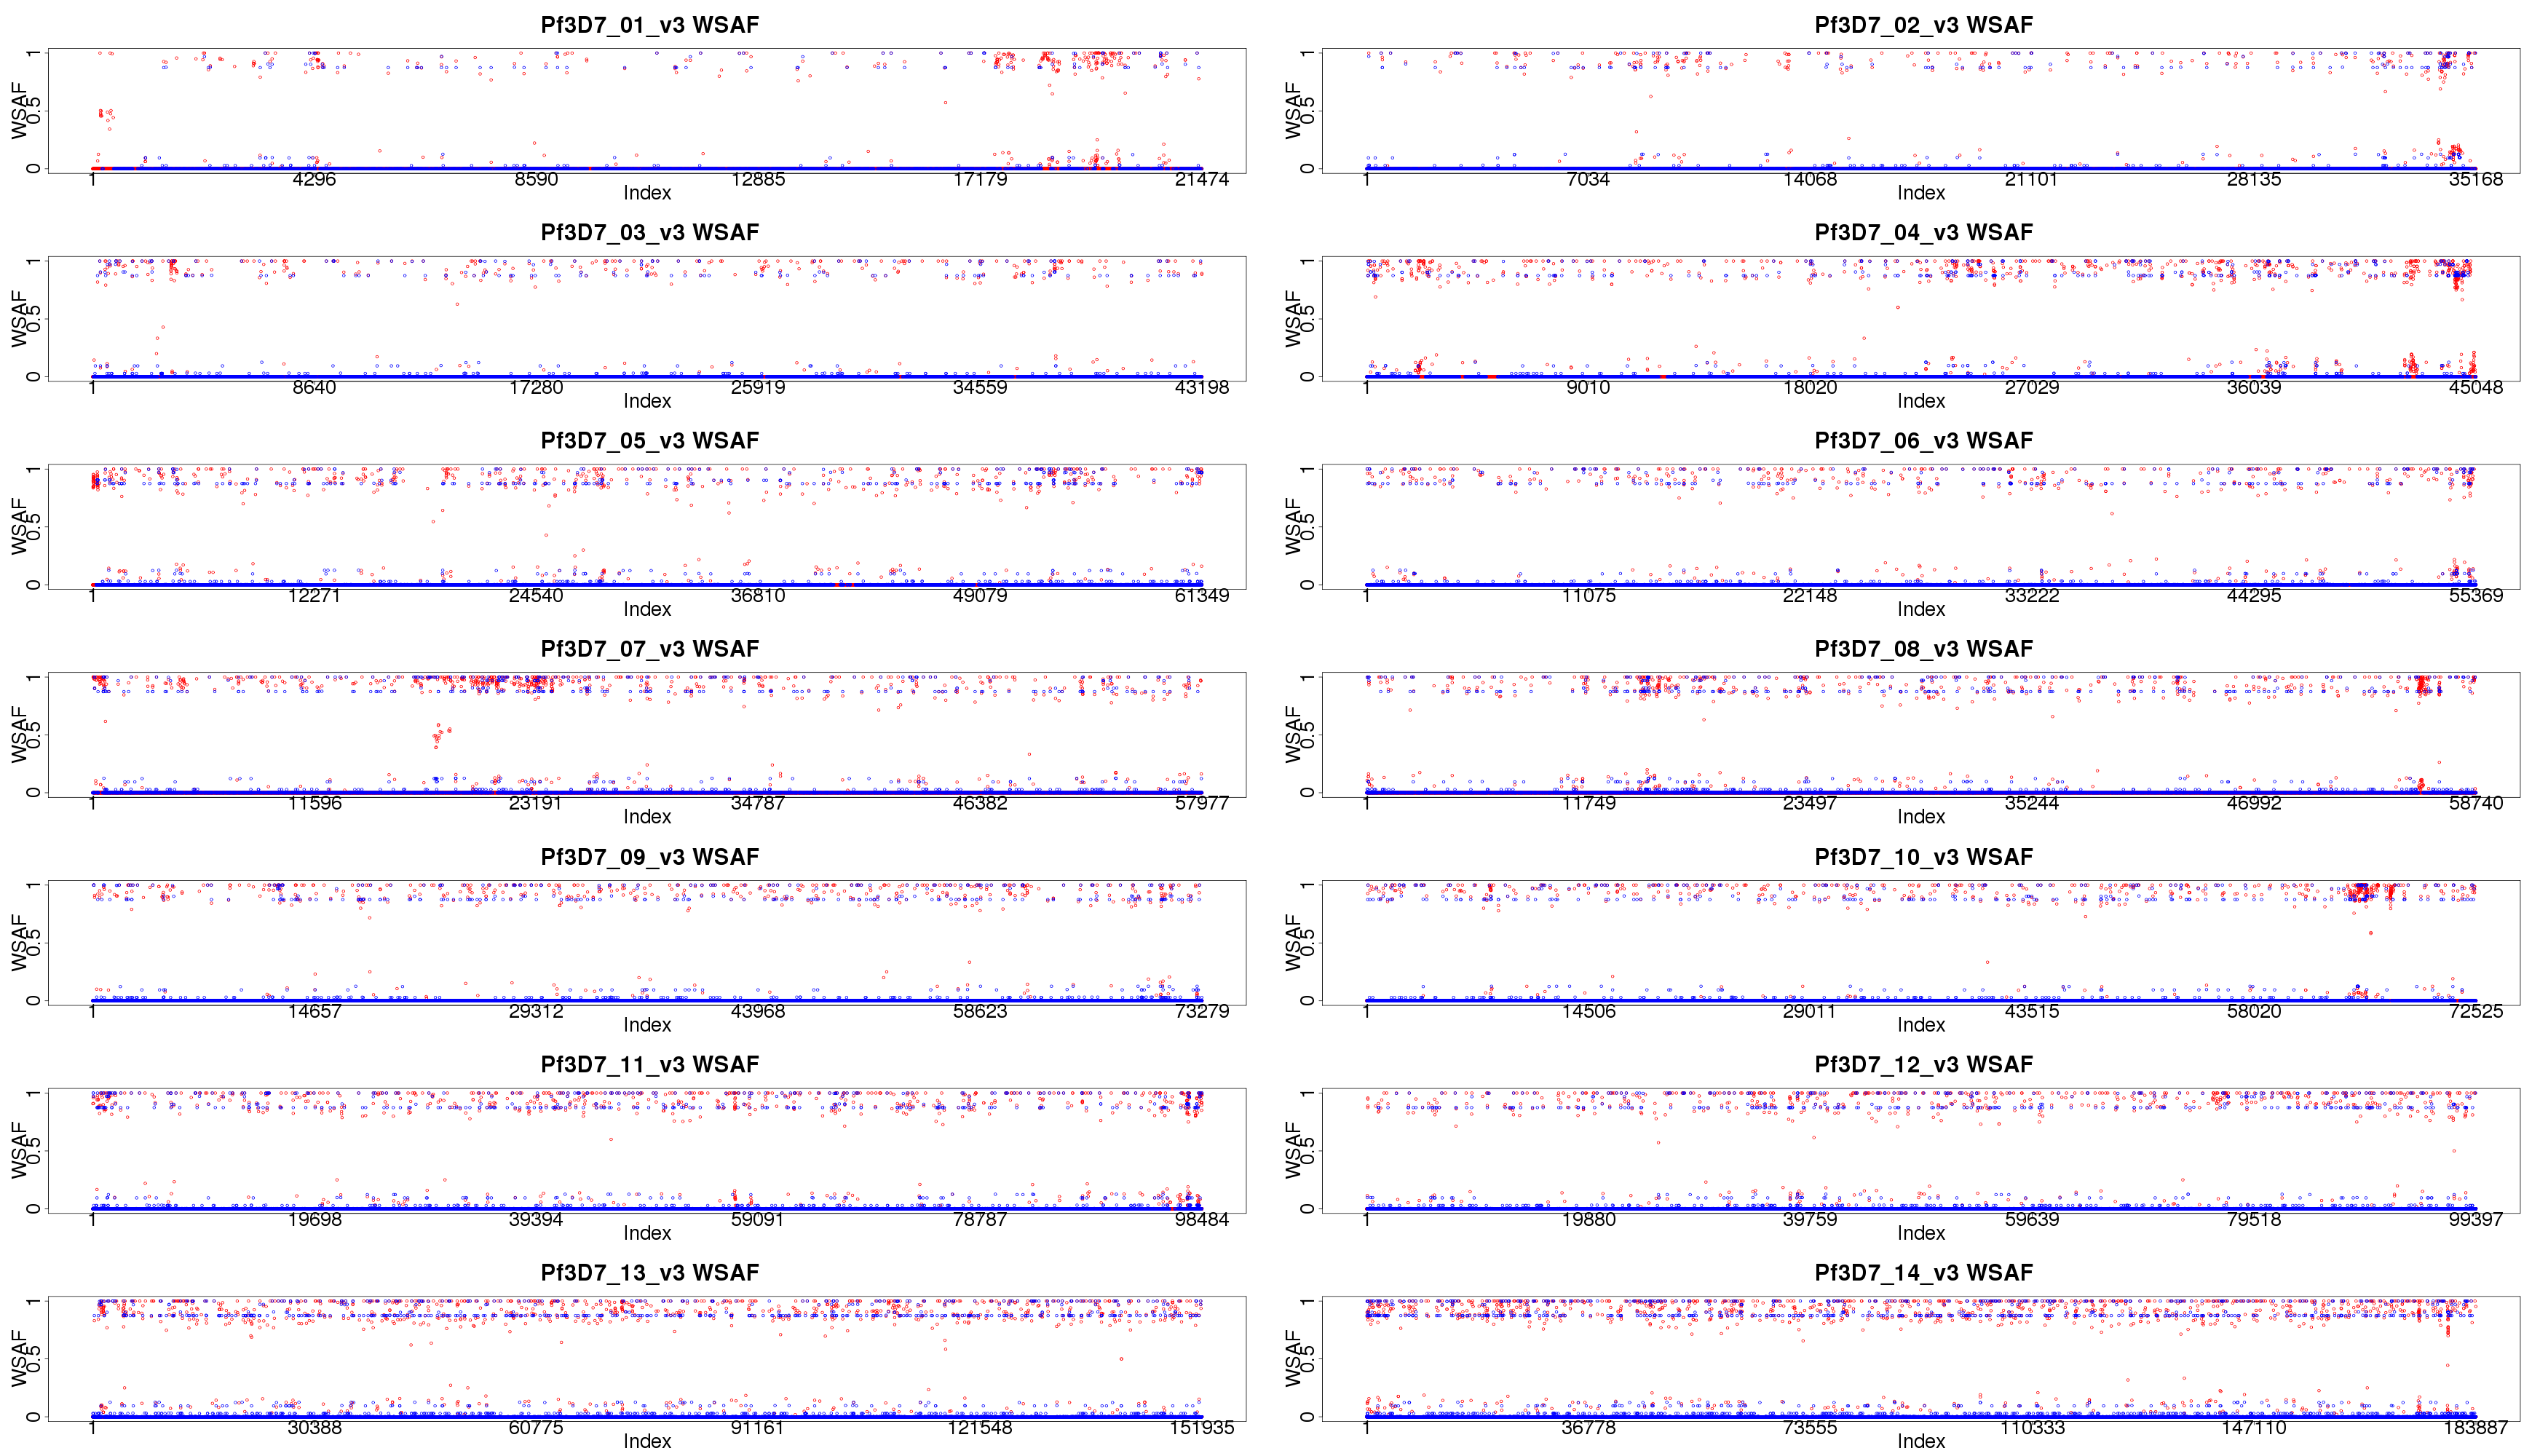 Pf3D7_01_v3 WSAF
WSAF
0 0.5 1
1 4296 8590 12885 17179 21474
Index
Pf3D7_02_v3 WSAF
WSAF
0 0.5 1
1 7034 14068 21101 28135 35168
Index
Pf3D7_03_v3 WSAF
WSAF
0 0.5 1
1 8640 17280 25919 34559 43198
Index
Pf3D7_04_v3 WSAF
WSAF
0 0.5 1
1 9010 18020 27029 36039 45048
Index
Pf3D7_05_v3 WSAF
WSAF
0 0.5 1
1 12271 24540 36810 49079 61349
Index
Pf3D7_06_v3 WSAF
WSAF
0 0.5 1
1 11075 22148 33222 44295 55369
Index
Pf3D7_07_v3 WSAF
WSAF
0 0.5 1
1 11596 23191 34787 46382 57977
Index
Pf3D7_08_v3 WSAF
WSAF
0 0.5 1
1 11749 23497 35244 46992 58740
Index
Pf3D7_09_v3 WSAF
WSAF
0 0.5 1
1 14657 29312 43968 58623 73279
Index
Pf3D7_10_v3 WSAF
WSAF
0 0.5 1
1 14506 29011 43515 58020 72525
Index
Pf3D7_11_v3 WSAF
WSAF
0 0.5 1
1 19698 39394 59091 78787 98484
Index
Pf3D7_12_v3 WSAF
WSAF
0 0.5 1
1 19880 39759 59639 79518 99397
Index
Pf3D7_13_v3 WSAF
WSAF
0 0.5 1
1 30388 60775 91161 121548 151935
Index
Pf3D7_14_v3 WSAF
WSAF
0 0.5 1
1 36778 73555 110333 147110 183887
Index